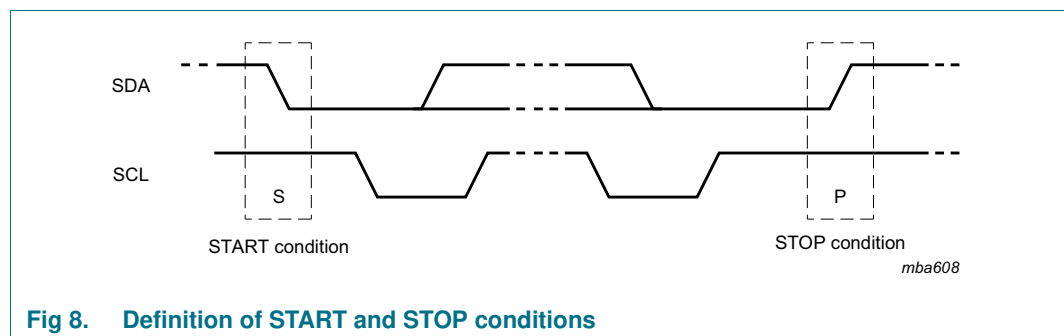 SDA
SCL
S
P
START condition
STOP condition
mba608
Fig 8. Definition of START and STOP conditions